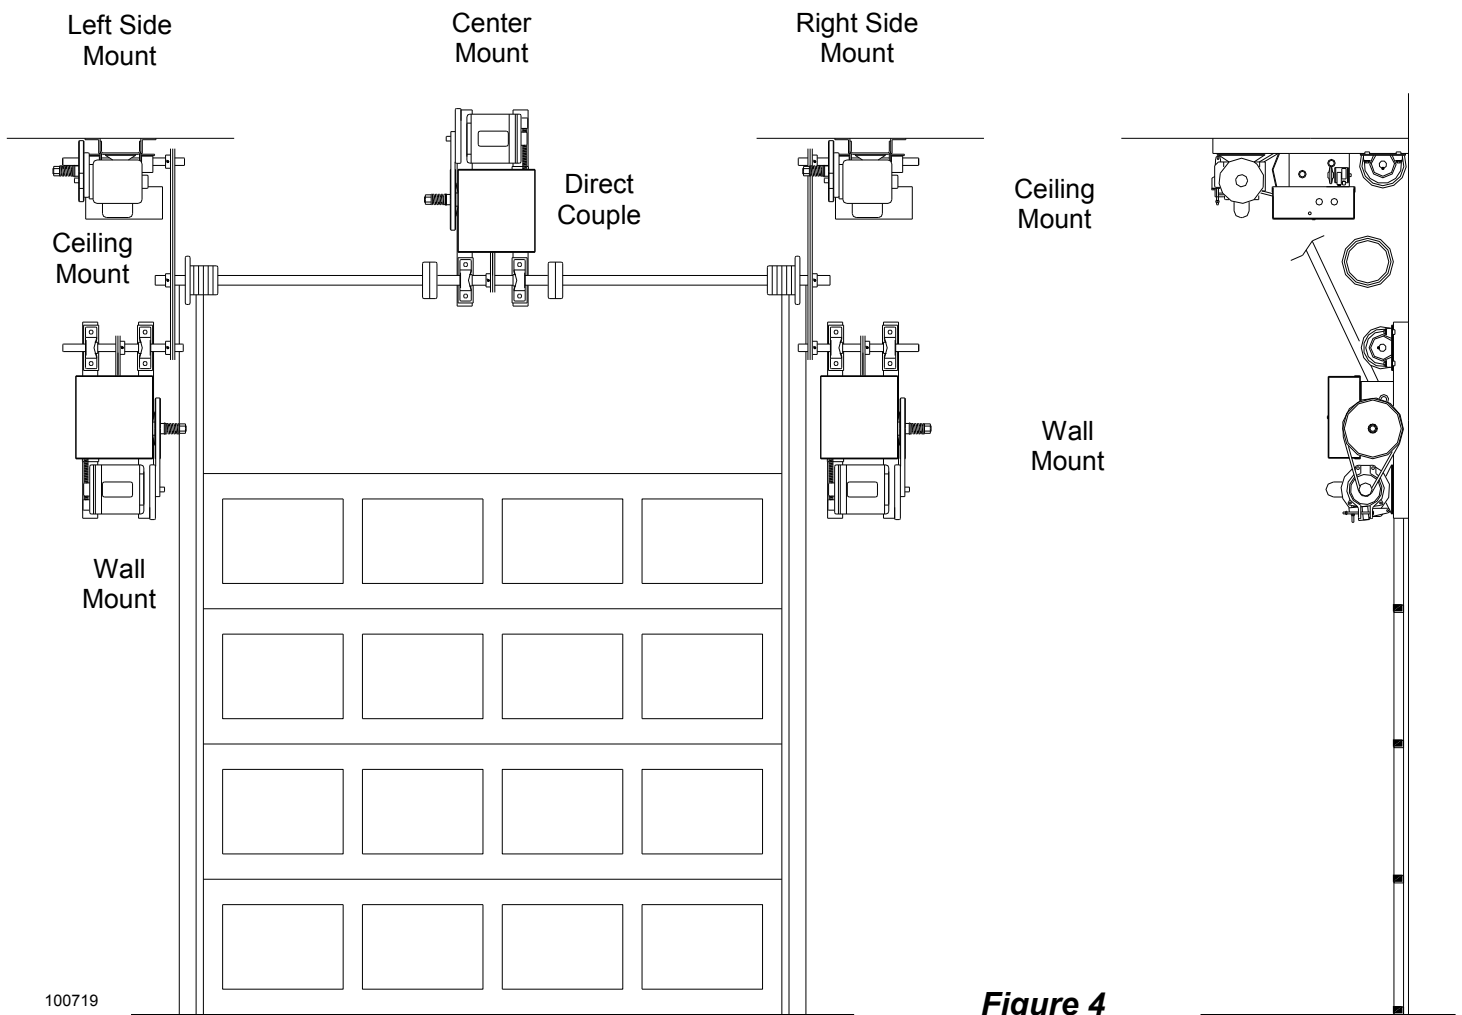 Left Side
Mount
Center
Mount
Right Side
Mount
Direct
Couple
Ceiling
Mount
Ceiling
Mount
Wall
Mount
Wall
Mount
100719
Figure 4